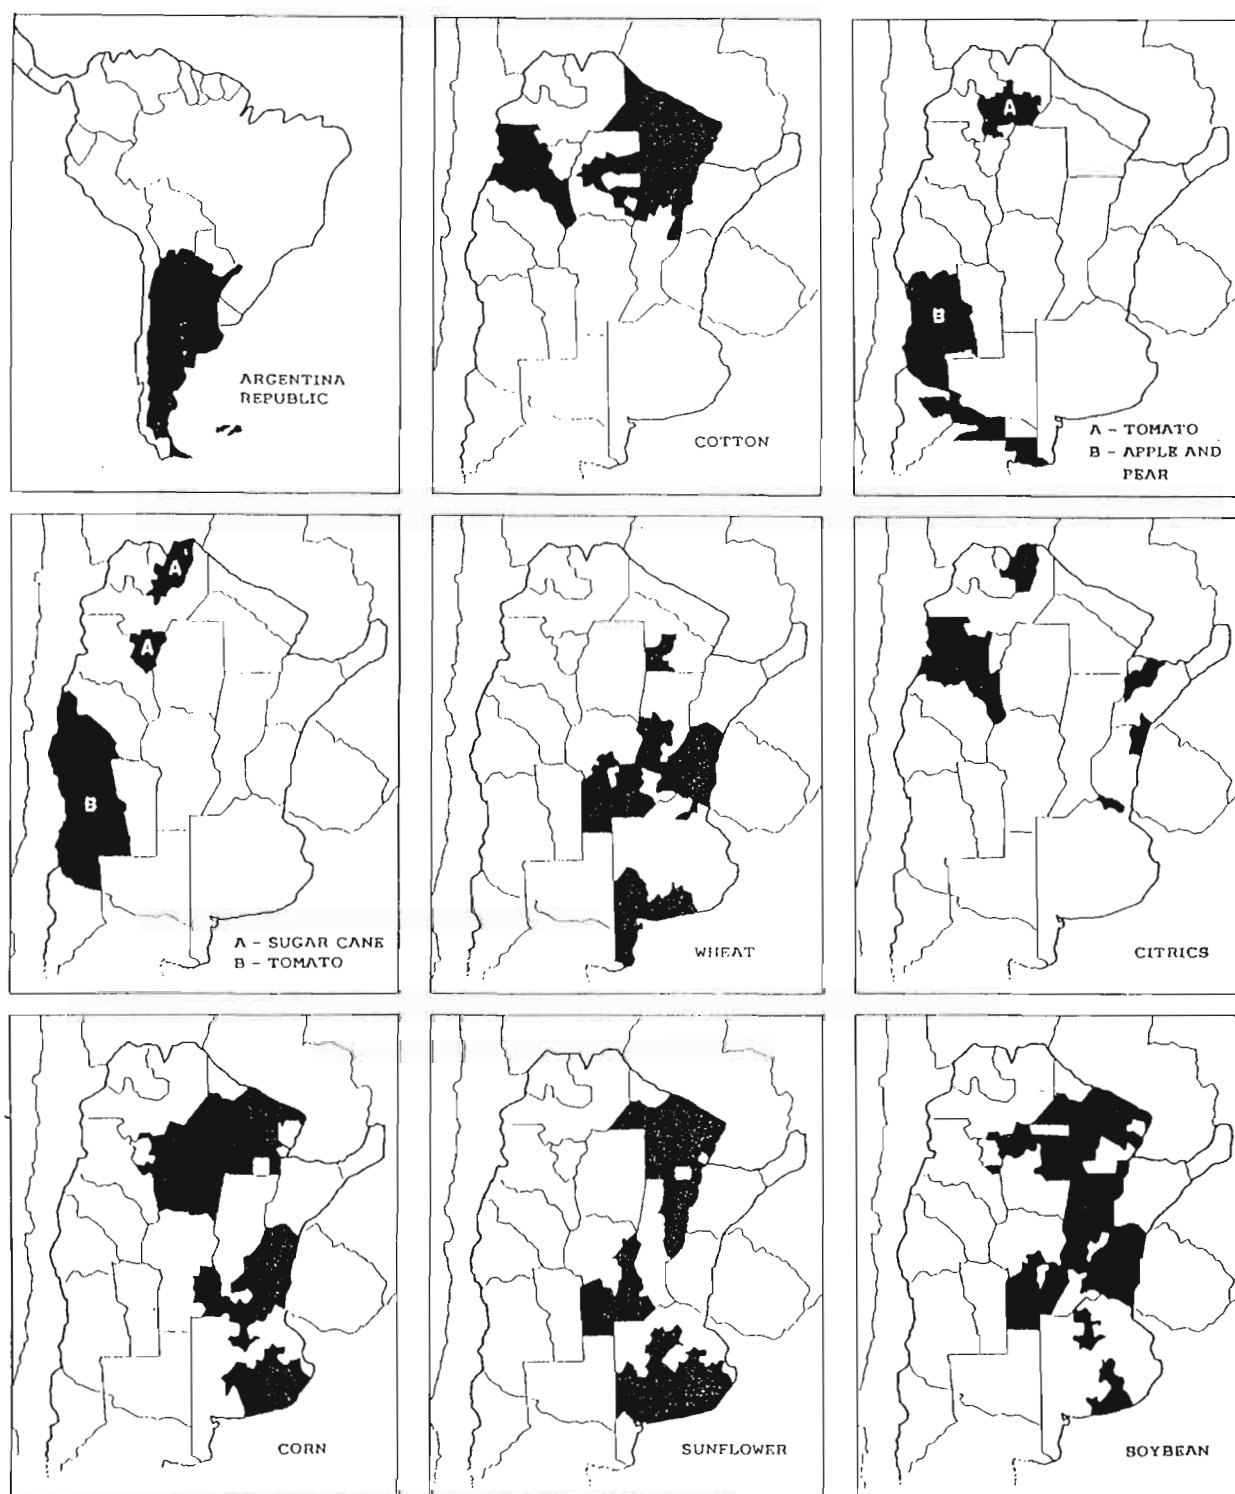 ARGENTINA
REPUBLIC
COTTON
A
B
A – TOMATO
B – APPLE AND
PEAR
A
A
B
A – SUGAR CANE
B – TOMATO
WHEAT
CITRICS
CORN
SUNFLOWER
SOYBEAN